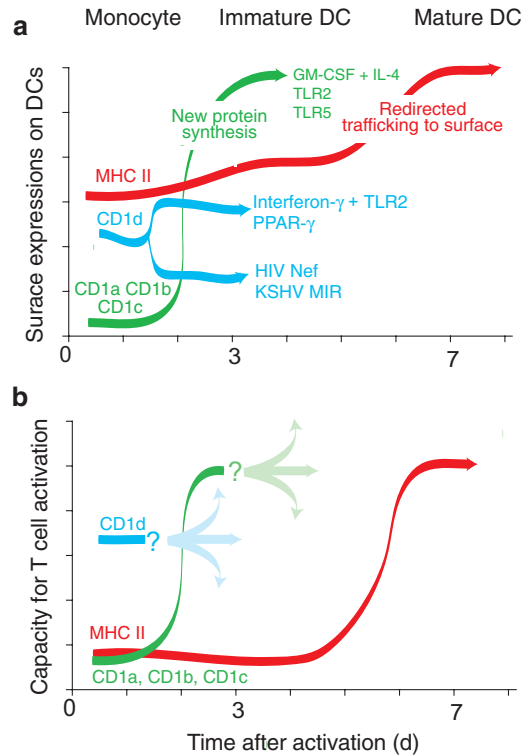 Monocyte Immature DC Mature DC
a
Surace expressions on DCs
GM-CSF + IL-4
TLR2
TLR5
New protein
synthesis
Redirected
trafficking to surface
MHC II
CD1d
Interferon-γ + TLR2
PPAR-γ
HIV Nef
KSHV MIR
CD1a CD1b
CD1c
0 3 7
b
Capacity for T cell activation
?
CD1d
?
MHC II
CD1a, CD1b, CD1c
0 3 7
Time after activation (d)